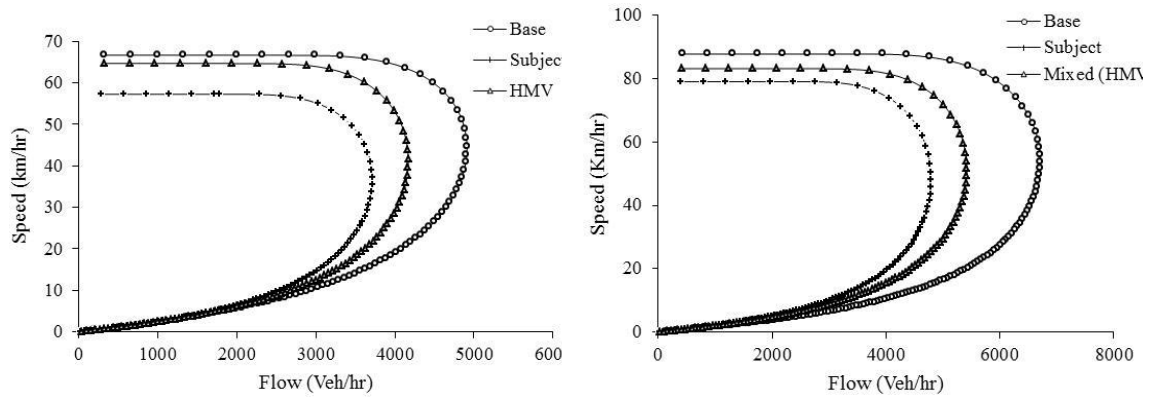 70
60
50
40
30
20
10
0
Speed (km/hr)
0 1000 2000 3000 4000 5000 600
Flow (Veh/hr)
Base
Subjec
HMV
100
80
60
40
20
0
Speed (Km/hr)
0 2000 4000 6000 8000
Flow (Veh/hr)
Base
Subject
Mixed (HMV